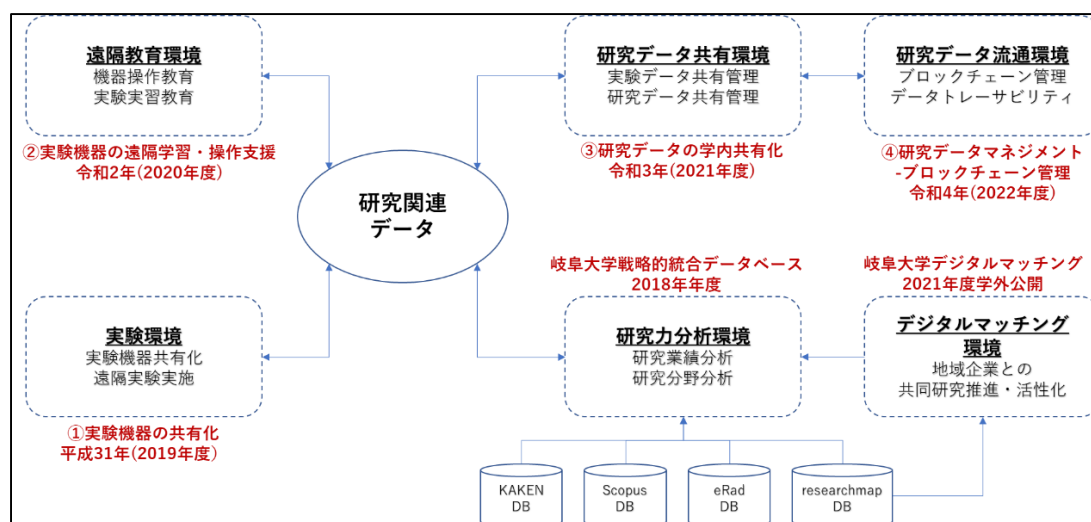 遠隔教育環境
機器操作教育
実験実習教育
②実験機器の遠隔学習・操作支援
令和2年(2020年度)
研究データ共有環境
実験データ共有管理
研究データ共有管理
③研究データの学内共有化
令和3年(2021年度)
研究データ流通環境
ブロックチェーン管理
データトレーサビリティ
④研究データマネジメント
-ブロックチェーン管理
令和4年(2022年度)
研究関連
データ
実験環境
実験機器共有化
遠隔実験実施
①実験機器の共有化
平成31年(2019年度)
岐阜大学戦略的統合データベース
2018年年度
研究力分析環境
研究業績分析
研究分野分析
岐阜大学デジタルマッチング
2021年度学外公開
デジタルマッチング
環境
地域企業との
共同研究推進・活性化
KAKEN
DB
Scopus
DB
eRad
DB
researchmap
DB